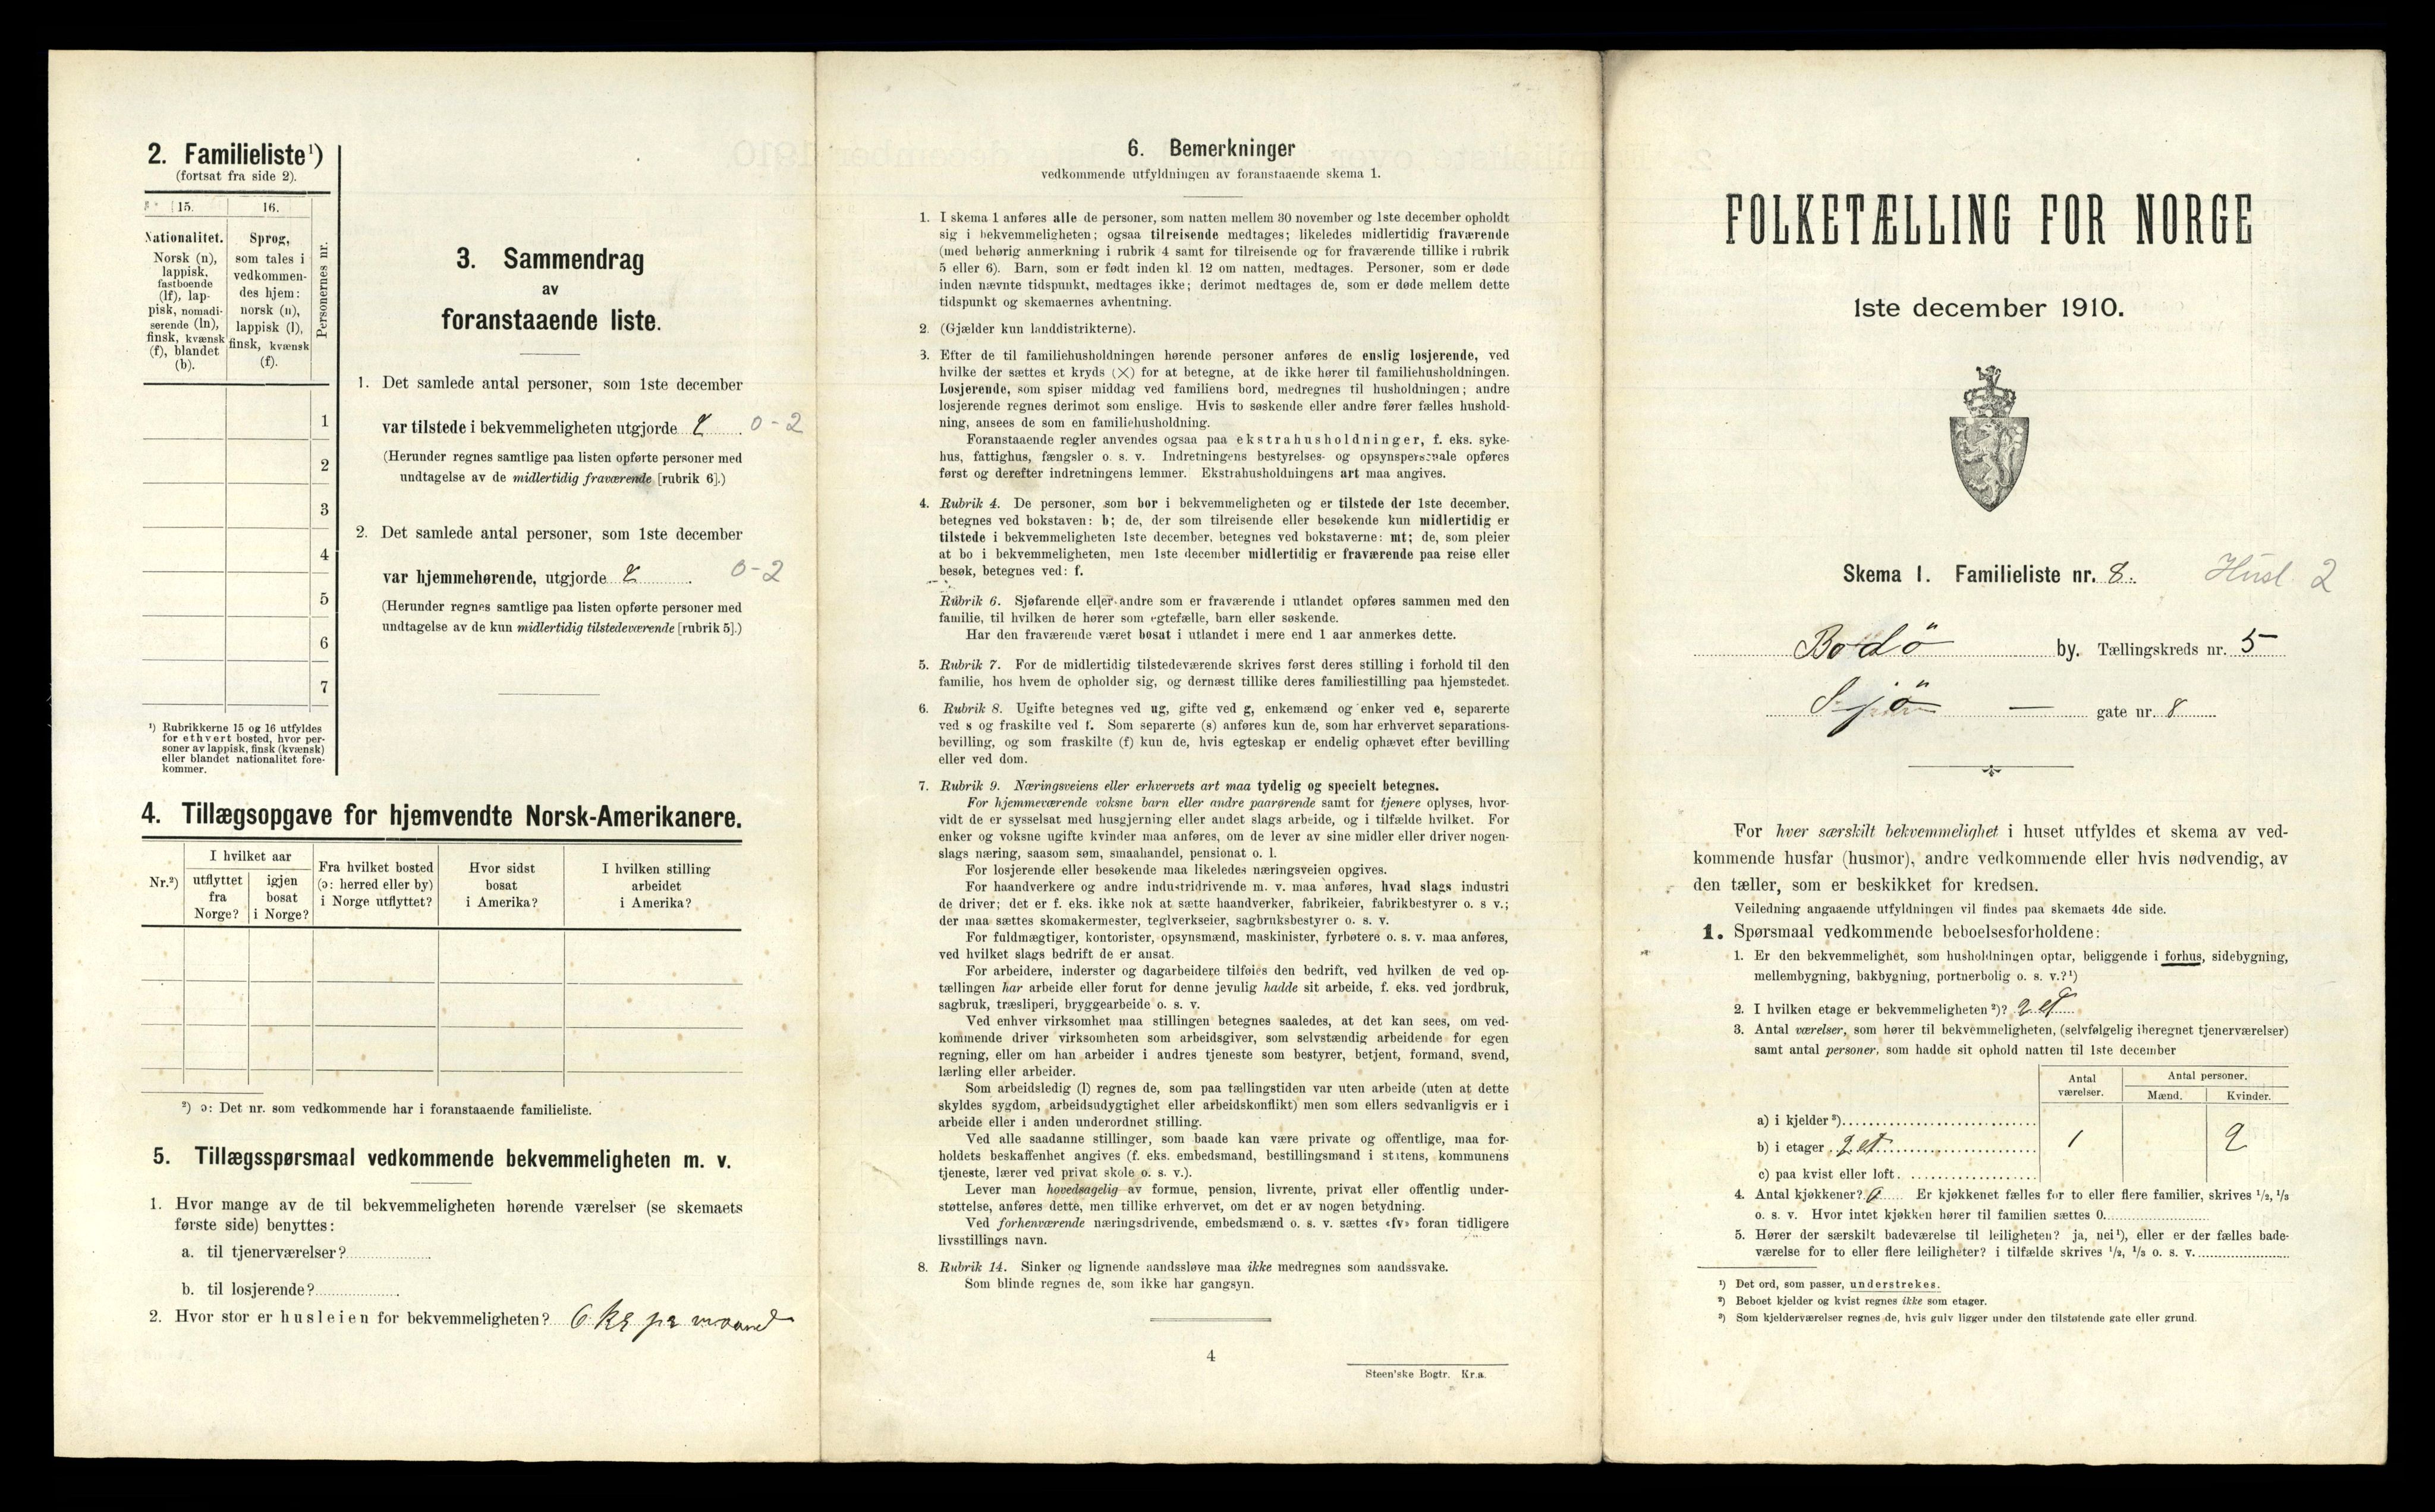 2. Familieliste¹)
(fortsat fra side 2).
15.
16.
Nationalitet.
Norsk (n),
lappisk,
fastboende
(lf), lap-
pisk, nomadi-
serende (ln),
finsk, kvænsk
(f), blandet
(b).
Sprog,
som tales i
vedkommen-
des hjem:
norsk (n),
lappisk (l),
finsk, kvænsk
(f).
Personernes nr.
1
2
3
4
5
6
7
¹) Rubrikkerne 15 og 16 utfyldes
for ethvert bosted, hvor per-
soner av lappisk, finsk (kvænsk)
eller blandet nationalitet fore-
kommer.
3. Sammendrag
av
foranstaaende liste.
1. Det samlede antal personer, som 1ste december
var tilstede i bekvemmeligheten utgjorde 2 0-2
(Herunder regnes samtlige paa listen opførte personer med
undtagelse av de midlertidig fraværende [rubrik 6].)
2. Det samlede antal personer, som 1ste december
var hjemmehørende, utgjorde 2 0-2
(Herunder regnes samtlige paa listen opførte personer med
undtagelse av de kun midlertidig tilstedeværende [rubrik 5].)
4. Tillægsopgave for hjemvendte Norsk-Amerikanere.
Nr.²)
I hvilket aar
utflyttet
fra
Norge?
igjen
bosat
i Norge?
Fra hvilket bosted
(ɔ: herred eller by)
i Norge utflyttet?
Hvor sidst
bosat
i Amerika?
I hvilken stilling
arbeidet
i Amerika?
²) ɔ: Det nr. som vedkommende har i foranstaaende familieliste.
5. Tillægsspørsmaal vedkommende bekvemmeligheten m. v.
1. Hvor mange av de til bekvemmeligheten hørende værelser (se skemaets
første side) benyttes:
a. til tjenerværelser?
b. til losjerende?
2. Hvor stor er husleien for bekvemmeligheten? 6 kr pr maaned
6. Bemerkninger
vedkommende utfyldningen av foranstaaende skema 1.
1. I skema 1 anføres alle de personer, som natten mellem 30 november og 1ste december opholdt
sig i bekvemmeligheten; ogsaa tilreisende medtages; likeledes midlertidig fraværende
(med behørig anmerkning i rubrik 4 samt for tilreisende og for fraværende tillike i rubrik
5 eller 6). Barn, som er født inden kl. 12 om natten, medtages. Personer, som er døde
inden nævnte tidspunkt, medtages ikke; derimot medtages de, som er døde mellem dette
tidspunkt og skemaernes avhentning.
2. (Gjælder kun landdistrikterne).
3. Efter de til familiehusholdningen hørende personer anføres de enslig losjerende, ved
hvilke der sættes et kryds (×) for at betegne, at de ikke hører til familiehusholdningen.
Losjerende, som spiser middag ved familiens bord, medregnes til husholdningen; andre
losjerende regnes derimot som enslige. Hvis to søskende eller andre fører fælles hushold-
ning, ansees de som en familiehusholdning.
Foranstaaende regler anvendes ogsaa paa ekstrahusholdninger, f. eks. syke-
hus, fattighus, fængsler o. s. v. Indretningens bestyrelses- og opsynspersonale opføres
først og derefter indretningens lemmer. Ekstrahusholdningens art maa angives.
4. Rubrik 4. De personer, som bor i bekvemmeligheten og er tilstede der 1ste december,
betegnes ved bokstaven: b; de, der som tilreisende eller besøkende kun midlertidig er
tilstede i bekvemmeligheten 1ste december, betegnes ved bokstaverne: mt; de, som pleier
at bo i bekvemmeligheten, men 1ste december midlertidig er fraværende paa reise eller
besøk, betegnes ved: f.
Rubrik 6. Sjøfarende eller andre som er fraværende i utlandet opføres sammen med den
familie, til hvilken de hører som egtefælle, barn eller søskende.
Har den fraværende været bosat i utlandet i mere end 1 aar anmerkes dette.
5. Rubrik 7. For de midlertidig tilstedeværende skrives først deres stilling i forhold til den
familie, hos hvem de opholder sig, og dernæst tillike deres familiestilling paa hjemstedet.
6. Rubrik 8. Ugifte betegnes ved ug, gifte ved g, enkemænd og enker ved e, separerte
ved s og fraskilte ved f. Som separerte (s) anføres kun de, som har erhvervet separations-
bevilling, og som fraskilte (f) kun de, hvis egteskap er endelig ophævet efter bevilling
eller ved dom.
7. Rubrik 9. Næringsveiens eller erhvervets art maa tydelig og specielt betegnes.
For hjemmeværende voksne barn eller andre paarørende samt for tjenere oplyses, hvor-
vidt de er sysselsat med husgjerning eller andet slags arbeide, og i tilfælde hvilket. For
enker og voksne ugifte kvinder maa anføres, om de lever av sine midler eller driver nogen-
slags næring, saasom søm, smaahandel, pensionat o. l.
For losjerende eller besøkende maa likeledes næringsveien opgives.
For haandverkere og andre industridrivende m. v. maa anføres, hvad slags industri
de driver; det er f. eks. ikke nok at sætte haandverker, fabrikeier, fabrikbestyrer o. s v.;
der maa sættes skomakermester, teglverkseier, sagbruksbestyrer o. s. v.
For fuldmægtiger, kontorister, opsynsmænd, maskinister, fyrbøtere o. s. v. maa anføres,
ved hvilket slags bedrift de er ansat.
For arbeidere, inderster og dagarbeidere tilføies den bedrift, ved hvilken de ved op-
tællingen har arbeide eller forut for denne jevnlig hadde sit arbeide, f. eks. ved jordbruk,
sagbruk, træsliperi, bryggearbeide o. s. v.
Ved enhver virksomhet maa stillingen betegnes saaledes, at det kan sees, om ved-
kommende driver virksomheten som arbeidsgiver, som selvstændig arbeidende for egen
regning, eller om han arbeider i andres tjeneste som bestyrer, betjent, formand, svend,
lærling eller arbeider.
Som arbeidsledig (l) regnes de, som paa tællingstiden var uten arbeide (uten at dette
skyldes sygdom, arbeidsudygtighet eller arbeidskonflikt) men som ellers sedvanligvis er i
arbeide eller i anden underordnet stilling.
Ved alle saadanne stillinger, som baade kan være private og offentlige, maa for-
holdets beskaffenhet angives (f. eks. embedsmand, bestillingsmand i statens, kommunens
tjeneste, lærer ved privat skole o. s. v.).
Lever man hovedsagelig av formue, pension, livrente, privat eller offentlig under-
støttelse, anføres dette, men tillike erhvervet, om det er av nogen betydning.
Ved forhenværende næringsdrivende, embedsmænd o. s. v. sættes «fv» foran tidligere
livsstillings navn.
8. Rubrik 14. Sinker og lignende aandssløve maa ikke medregnes som aandssvake.
Som blinde regnes de, som ikke har gangsyn.
4
Steen'ske Bogtr. Kr.a.
FOLKETÆLLING FOR NORGE
1ste december 1910.
Skema 1. Familieliste nr. 8. Husl. 2
Bodö by. Tællingskreds nr. 5
Sjö — gate nr. 8
For hver særskilt bekvemmelighet i huset utfyldes et skema av ved-
kommende husfar (husmor), andre vedkommende eller hvis nødvendig, av
den tæller, som er beskikket for kredsen.
Veiledning angaaende utfyldningen vil findes paa skemaets 4de side.
1. Spørsmaal vedkommende beboelsesforholdene:
1. Er den bekvemmelighet, som husholdningen optar, beliggende i forhus, sidebygning,
mellembygning, bakbygning, portnerbolig o. s. v.?¹)
2. I hvilken etage er bekvemmeligheten²)? 2 et
3. Antal værelser, som hører til bekvemmeligheten, (selvfølgelig iberegnet tjenerværelser)
samt antal personer, som hadde sit ophold natten til 1ste december
Antal
værelser.
Antal personer.
Mænd.
Kvinder.
a) i kjelder³)
b) i etager 2 et 1 2
c) paa kvist eller loft
4. Antal kjøkkener? 0 Er kjøkkenet fælles for to eller flere familier, skrives ¹/₂, ¹/₃
o. s. v. Hvor intet kjøkken hører til familien sættes 0.
5. Hører der særskilt badeværelse til leiligheten? ja, nei¹), eller er der fælles bade-
værelse for to eller flere leiligheter? i tilfælde skrives ¹/₂, ¹/₃ o. s. v.
¹) Det ord, som passer, understrekes.
²) Beboet kjelder og kvist regnes ikke som etager.
³) Som kjelderværelser regnes de, hvis gulv ligger under den tilstøtende gate eller grund.